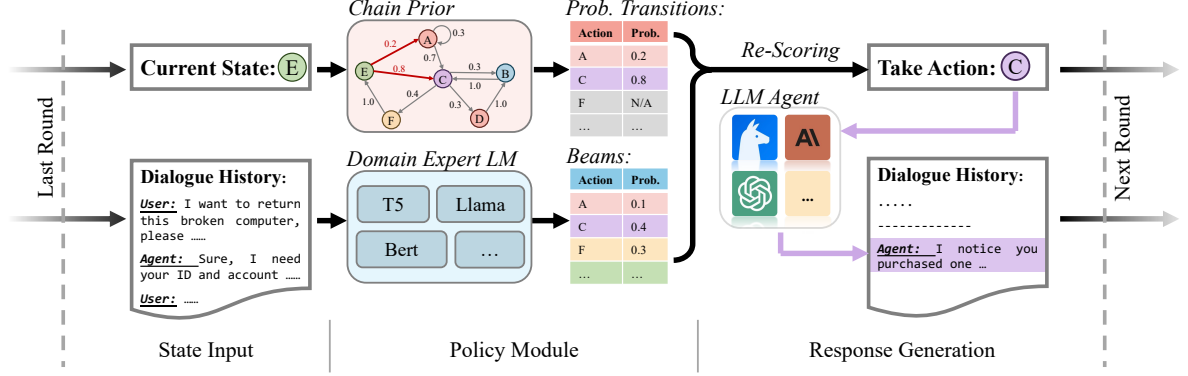 Last Round
Current State: E
Dialogue History:
User: I want to return
this broken computer,
please ……
Agent: Sure, I need
your ID and account ……
User: ……
State Input
Chain Prior
0.3
A
0.2
0.7
E
0.8
0.3
B
C
1.0
1.0
0.4
0.3
1.0
F
D
Domain Expert LM
T5
Llama
Bert
…
Policy Module
Prob. Transitions:
Action Prob.
A 0.2
C 0.8
F N/A
… …
Beams:
Action Prob.
A 0.1
C 0.4
F 0.3
… …
Re-Scoring
LLM Agent
A\
...
Take Action: C
Dialogue History:
.....
-------------
Agent: I notice you
purchased one …
Response Generation
Next Round